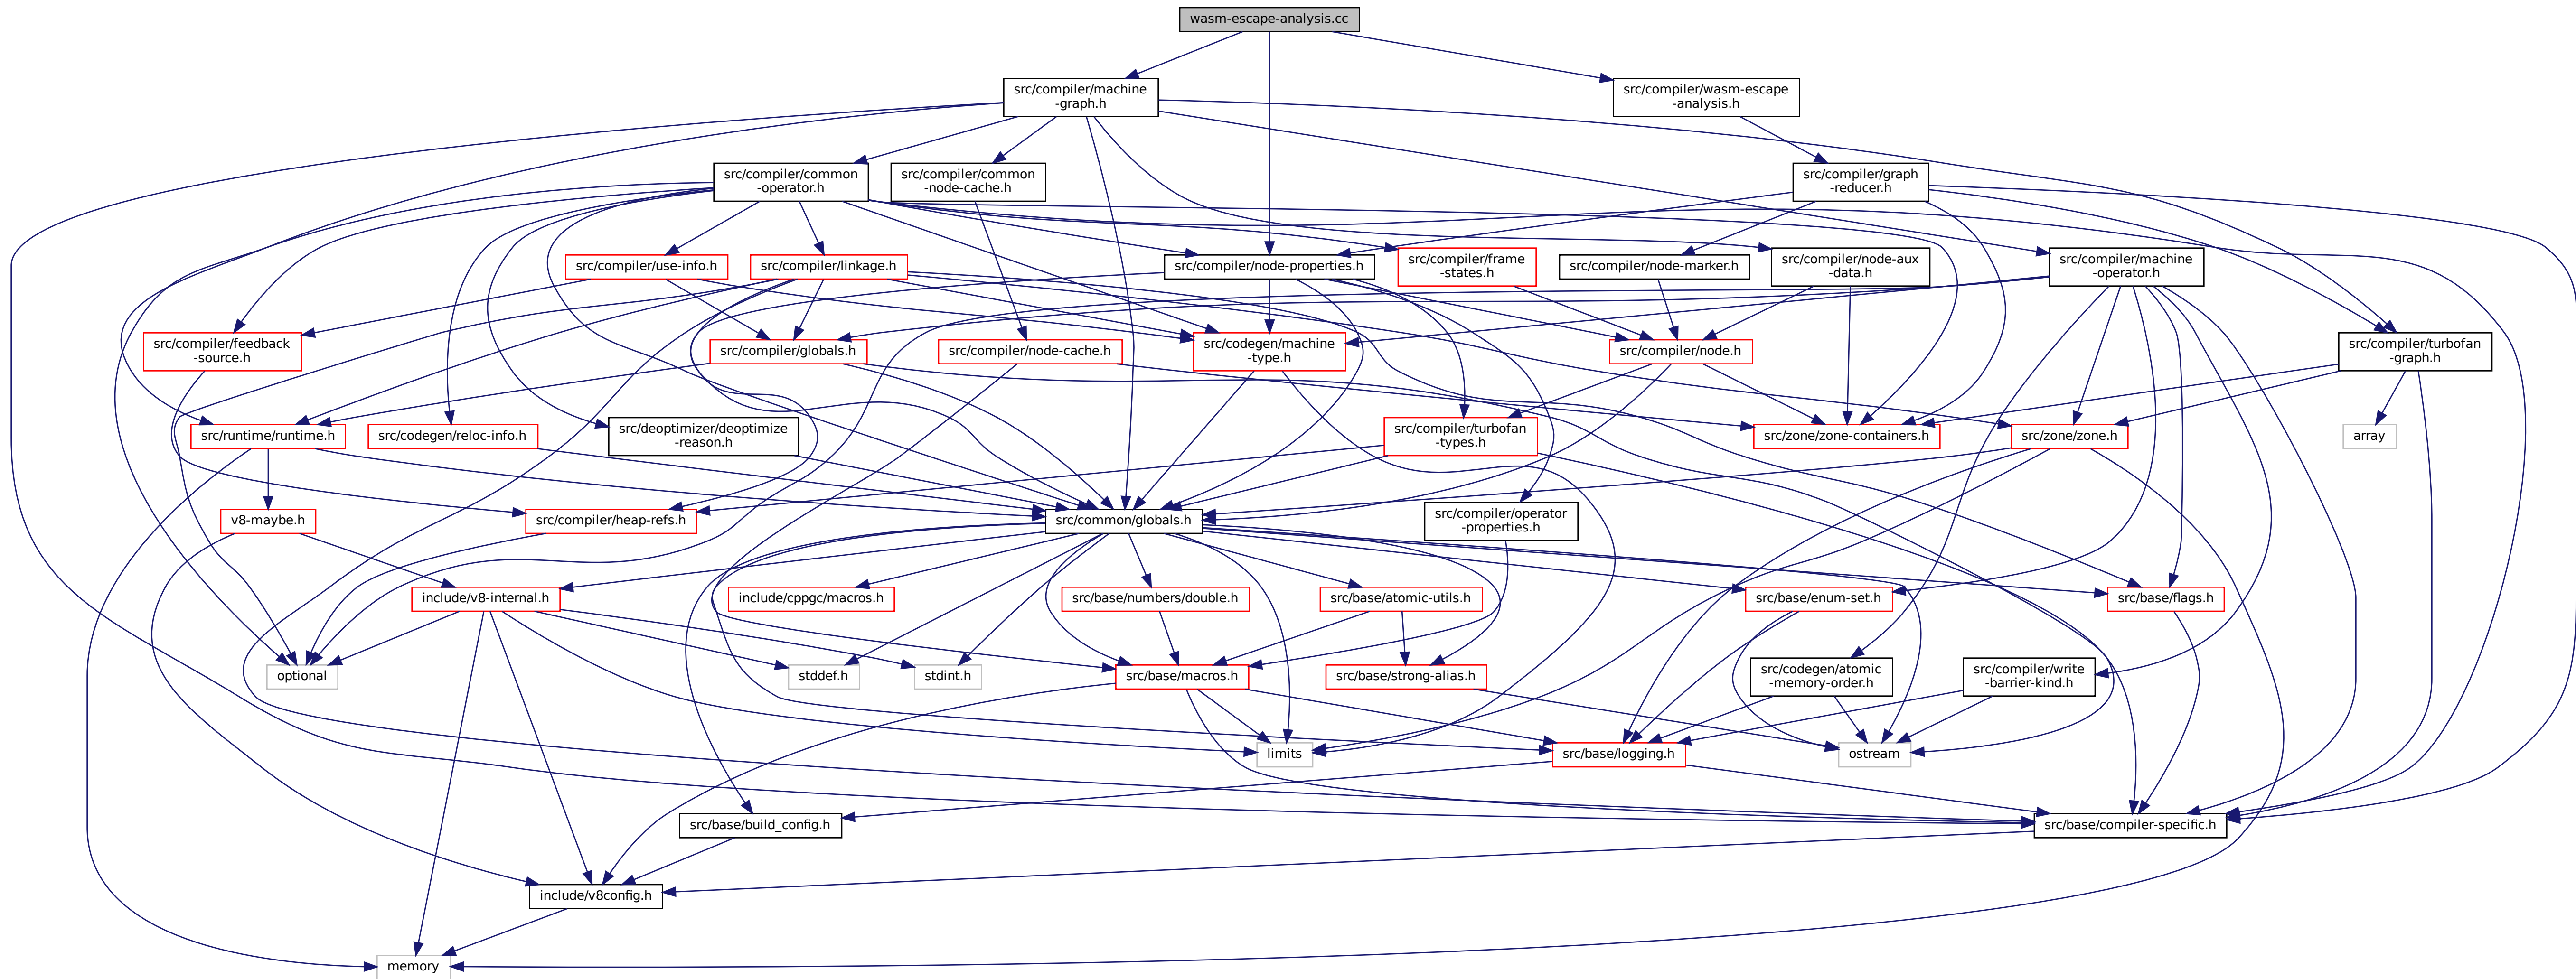 wasm-escape-analysis.cc
src/compiler/machine
-graph.h
src/compiler/wasm-escape
-analysis.h
src/compiler/common
-operator.h
src/compiler/common
-node-cache.h
src/compiler/graph
-reducer.h
src/compiler/use-info.h
src/compiler/linkage.h
src/compiler/node-properties.h
src/compiler/frame
-states.h
src/compiler/node-marker.h
src/compiler/node-aux
-data.h
src/compiler/machine
-operator.h
src/compiler/feedback
-source.h
src/compiler/globals.h
src/compiler/node-cache.h
src/codegen/machine
-type.h
src/compiler/node.h
src/compiler/turbofan
-graph.h
src/runtime/runtime.h
src/codegen/reloc-info.h
src/deoptimizer/deoptimize
-reason.h
src/compiler/turbofan
-types.h
src/zone/zone-containers.h
src/zone/zone.h
array
v8-maybe.h
src/compiler/heap-refs.h
src/common/globals.h
src/compiler/operator
-properties.h
include/v8-internal.h
include/cppgc/macros.h
src/base/numbers/double.h
src/base/atomic-utils.h
src/base/enum-set.h
src/base/flags.h
optional
stddef.h
stdint.h
src/base/macros.h
src/base/strong-alias.h
src/codegen/atomic
-memory-order.h
src/compiler/write
-barrier-kind.h
limits
src/base/logging.h
ostream
src/base/build_config.h
src/base/compiler-specific.h
include/v8config.h
memory